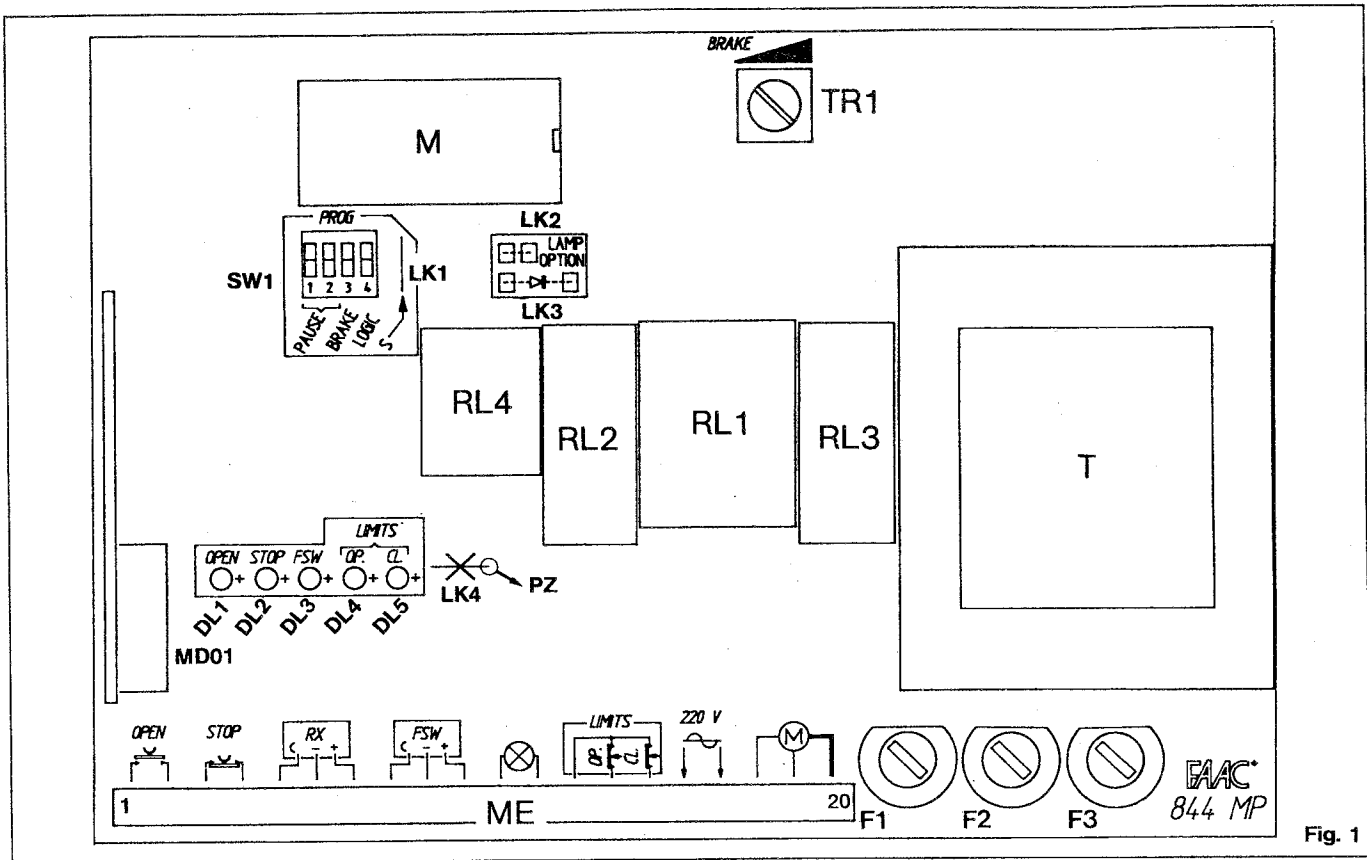 BRAKE
TR1
M
PROG
SW1
1 2 3 4
LK1
PAUSE
BRAKE
LOGIC
S
LK2
LAMP
OPTION
LK3
RL4
RL2
RL1
RL3
T
LIMITS
OPEN STOP FSW OP. CL.
+ + + + +
DL1 DL2 DL3 DL4 DL5
LK4
PZ
MD01
OPEN
STOP
RX
C - +
FSW
C - +
LIMITS
OP. CL.
220 V
M
1
ME
20
F1
F2
F3
FAAC
844 MP
Fig. 1